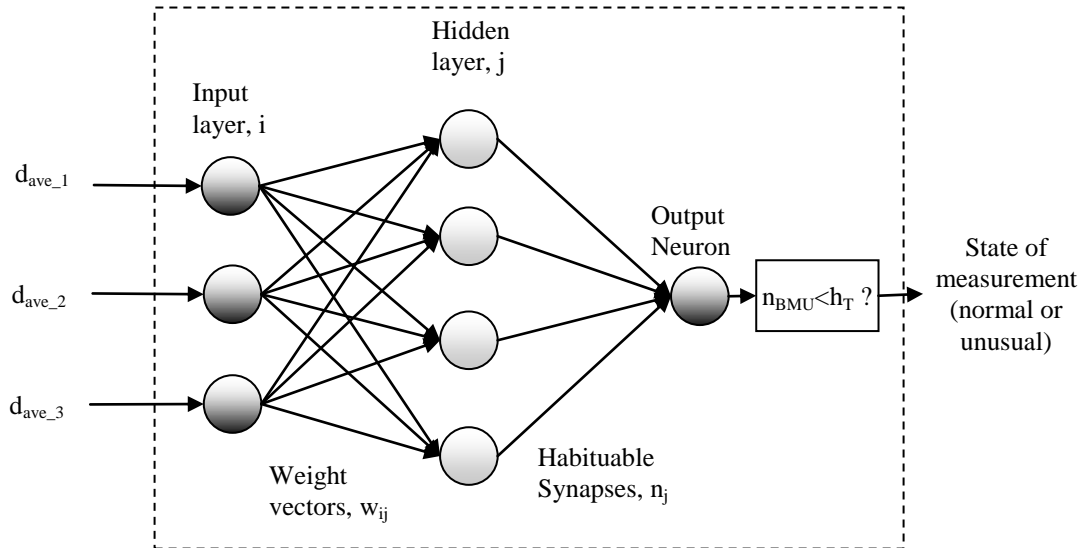 Hidden
layer, j
Input
layer, i
d_ave_1
d_ave_2
d_ave_3
Output
Neuron
n_BMU<h_T ?
State of
measurement
(normal or
unusual)
Weight
vectors, w_ij
Habituable
Synapses, n_j